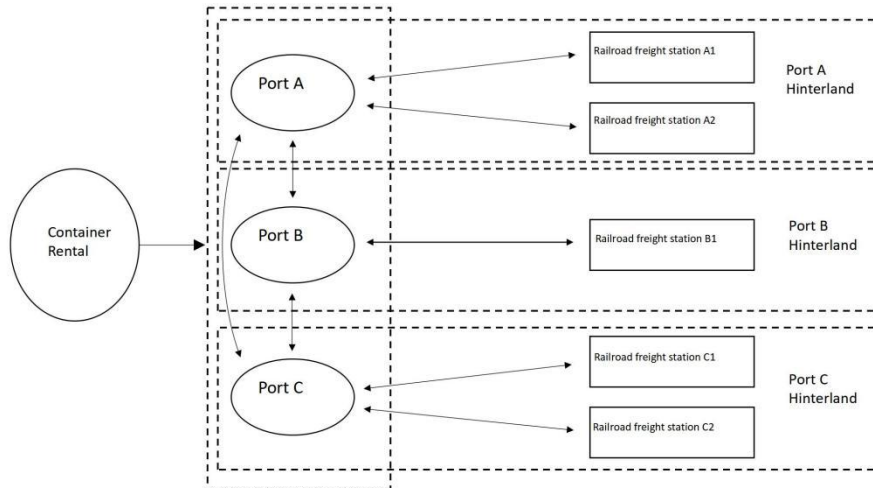 Port A
Railroad freight station A1
Railroad freight station A2
Port A
Hinterland
Container
Rental
Port B
Railroad freight station B1
Port B
Hinterland
Port C
Railroad freight station C1
Railroad freight station C2
Port C
Hinterland